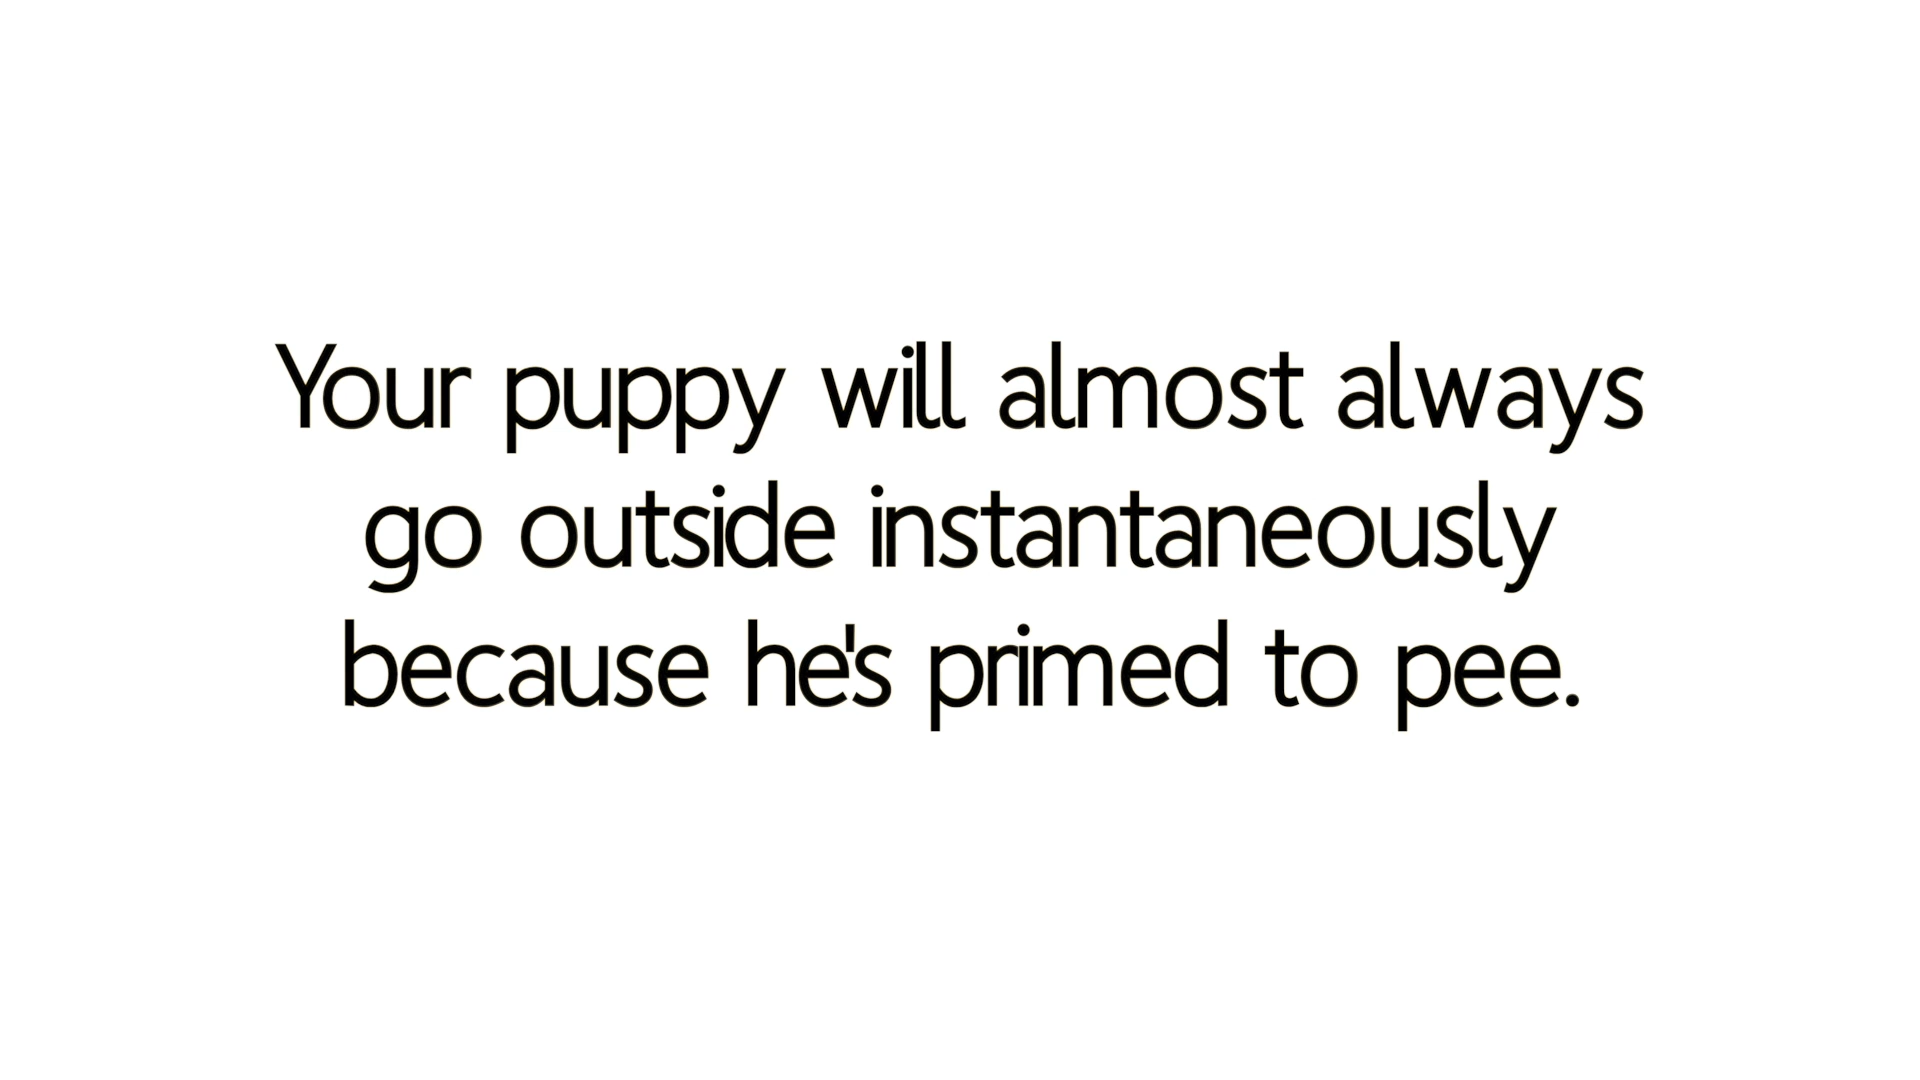 Your puppy will almost always
go outside instantaneously
because he's primed to pee.